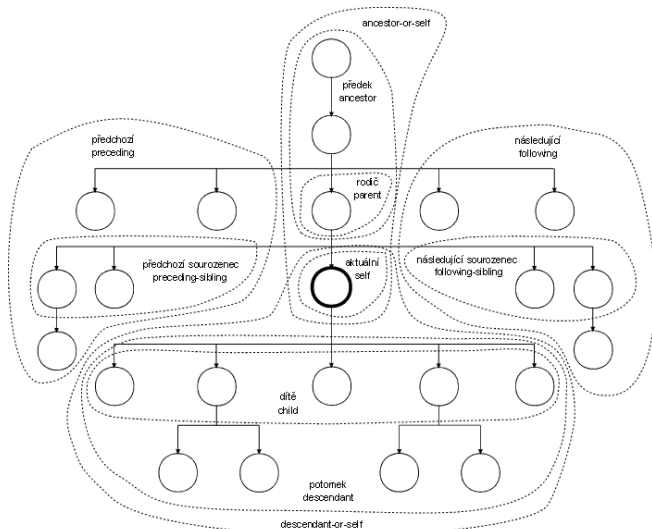 ancestor-or-self
předek
ancestor
předchozí
preceding
následující
following
rodič
parent
předchozí sourozenec
preceding-sibling
aktuální
self
následující sourozenec
following-sibling
dítě
child
potomek
descendant
descendant-or-self